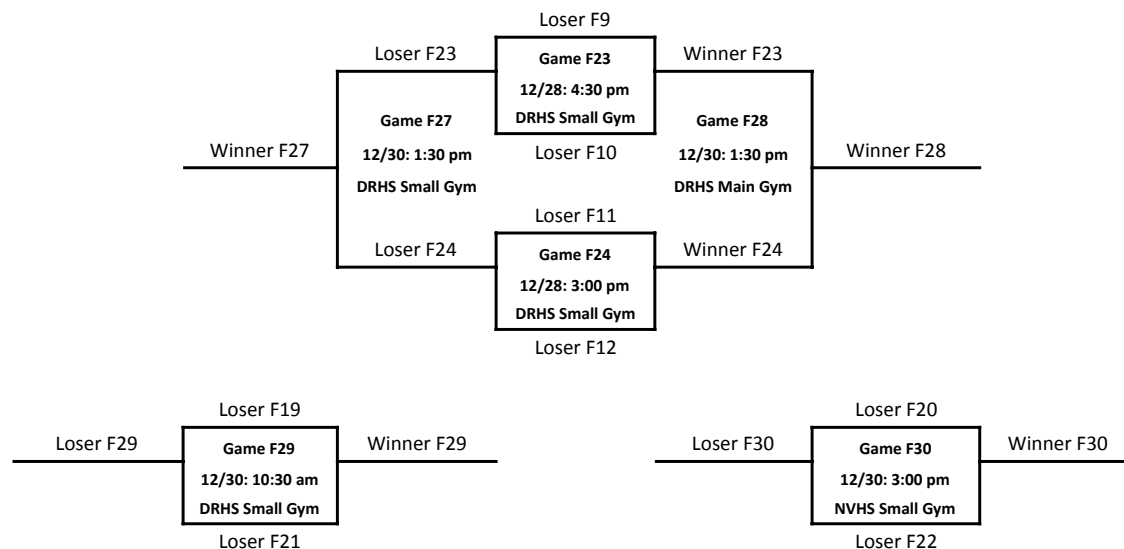 Loser F9
Loser F23
Game F23
Winner F23
12/28: 4:30 pm
DRHS Small Gym
Game F27
Game F28
Winner F27
12/30: 1:30 pm
Loser F10
12/30: 1:30 pm
Winner F28
DRHS Small Gym
DRHS Main Gym
Loser F11
Loser F24
Game F24
Winner F24
12/28: 3:00 pm
DRHS Small Gym
Loser F12
Loser F19
Loser F29
Game F29
Winner F29
12/30: 10:30 am
DRHS Small Gym
Loser F21
Loser F20
Loser F30
Game F30
Winner F30
12/30: 3:00 pm
NVHS Small Gym
Loser F22